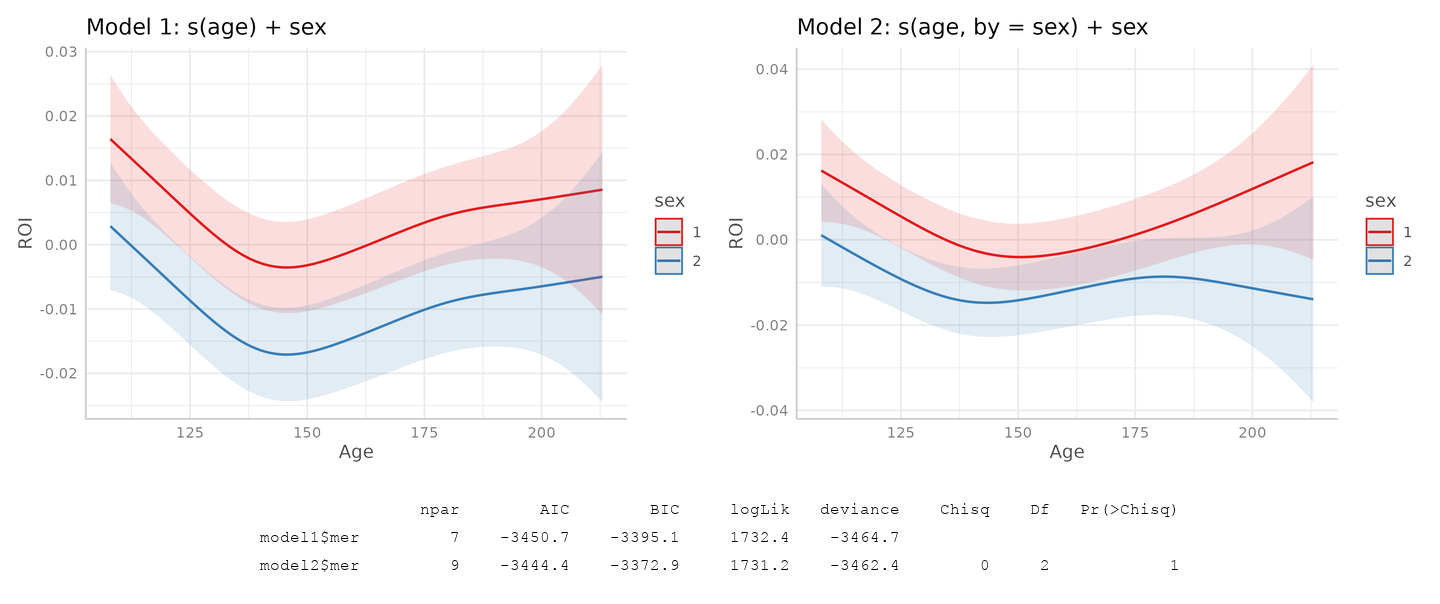 Model 1: s(age) + sex
0.03
0.02
0.01
0.00
-0.01
-0.02
ROI
125 150 175 200
Age
sex
1
2
Model 2: s(age, by = sex) + sex
0.04
0.02
0.00
-0.02
-0.04
ROI
125 150 175 200
Age
sex
1
2
npar AIC BIC logLik deviance Chisq Df Pr(>Chisq)
model1$mer 7 -3450.7 -3395.1 1732.4 -3464.7
model2$mer 9 -3444.4 -3372.9 1731.2 -3462.4 0 2 1